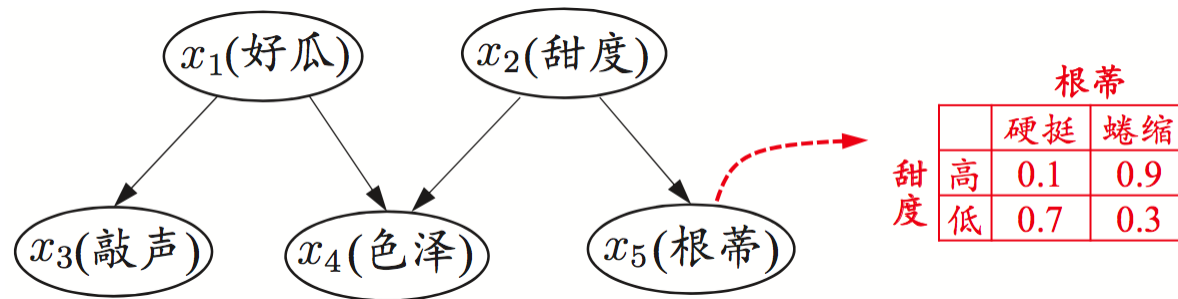 x₁(好瓜)
x₂(甜度)
x₃(敲声)
x₄(色泽)
x₅(根蒂)
根蒂
硬挺 蜷缩
甜度
高 0.1 0.9
低 0.7 0.3